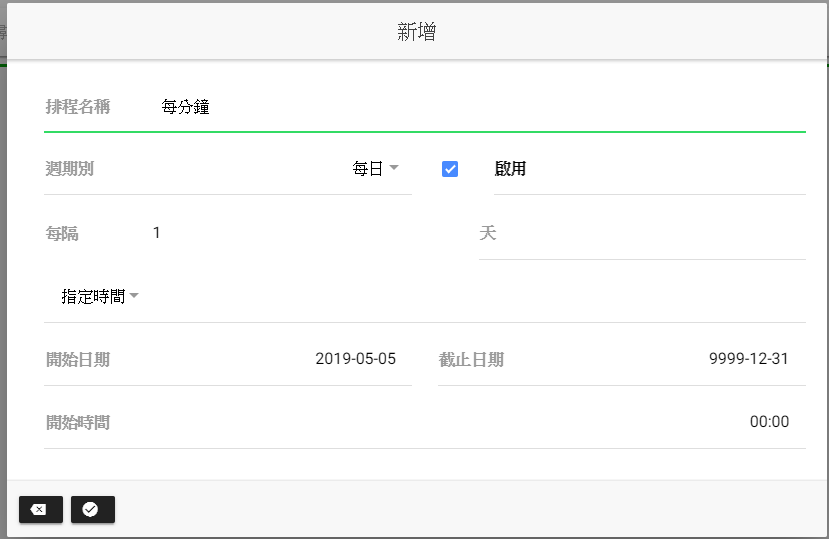 新增
排程名稱 每分鐘
週期別 每日 啟用
每隔 1 天
指定時間
開始日期 2019-05-05 截止日期 9999-12-31
開始時間 00:00